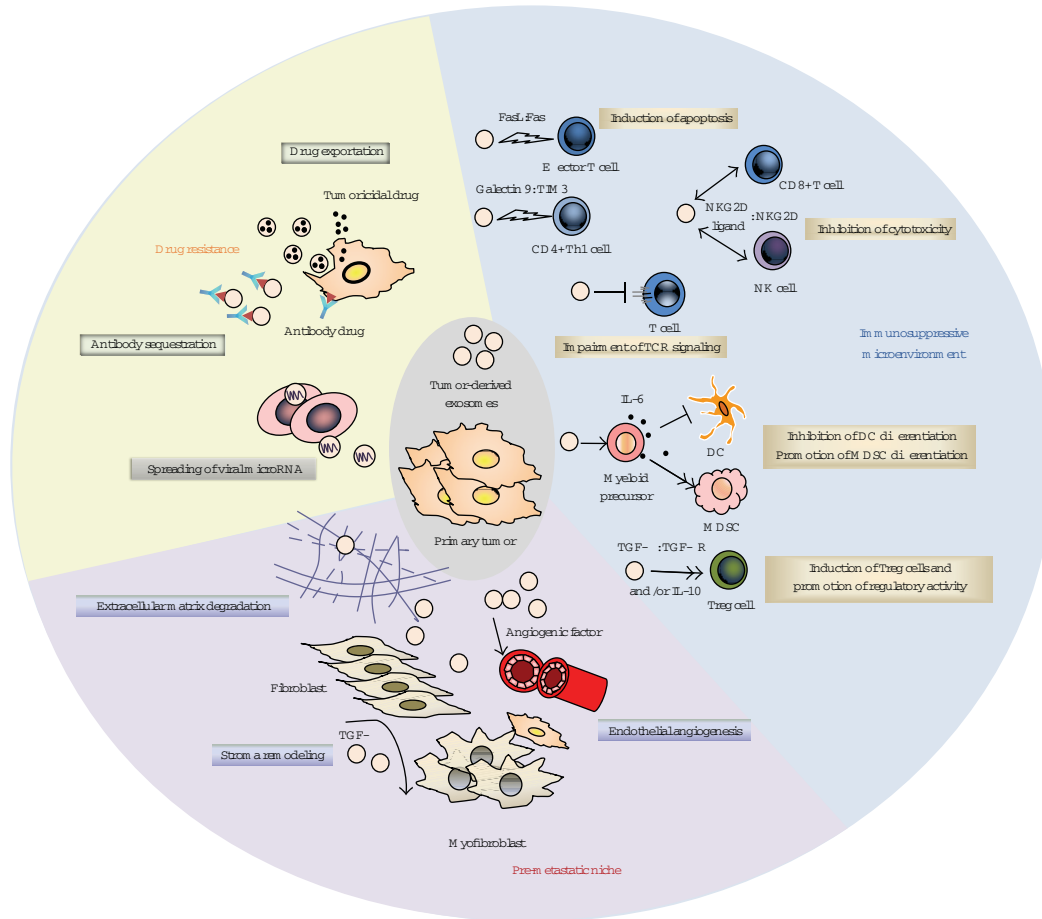 Drug exportation
Tumoricidal drug
Drug resistance
Antibody drug
Antibody sequestration
Spreading of viral microRNA
FasL:Fas
Induction of apoptosis
E ector T cell
Galectin 9:TIM3
CD4+ Th1 cell
CD8+ T cell
NKG2D :NKG2D
ligand
Inhibition of cytotoxicity
NK cell
T cell
Impairment of TCR signaling
Immunosuppressive
microenvironment
Tumor-derived
exosomes
Primary tumor
IL-6
DC
Myeloid
precursor
MDSC
Inhibition of DC di erentiation
Promotion of MDSC di erentiation
TGF- :TGF- R
and /or IL-10
Treg cell
Induction of Treg cells and
promotion of regulatory activity
Extracellular matrix degradation
Angiogenic factor
Fibroblast
Endothelial angiogenesis
TGF-
Stroma remodeling
Myofibroblast
Pre-metastatic niche